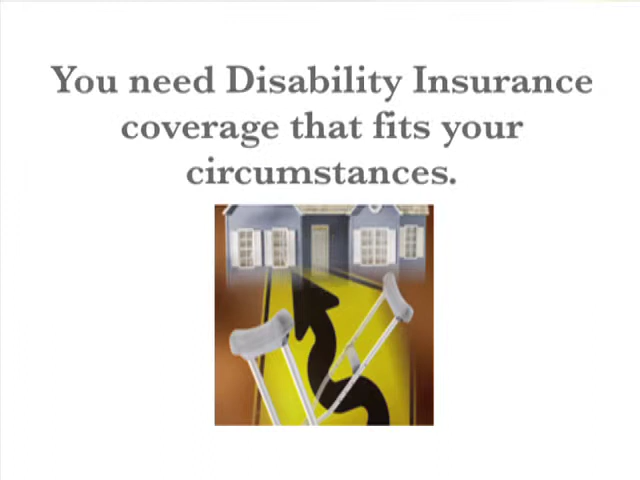 You need Disability Insurance
coverage that fits your
circumstances.